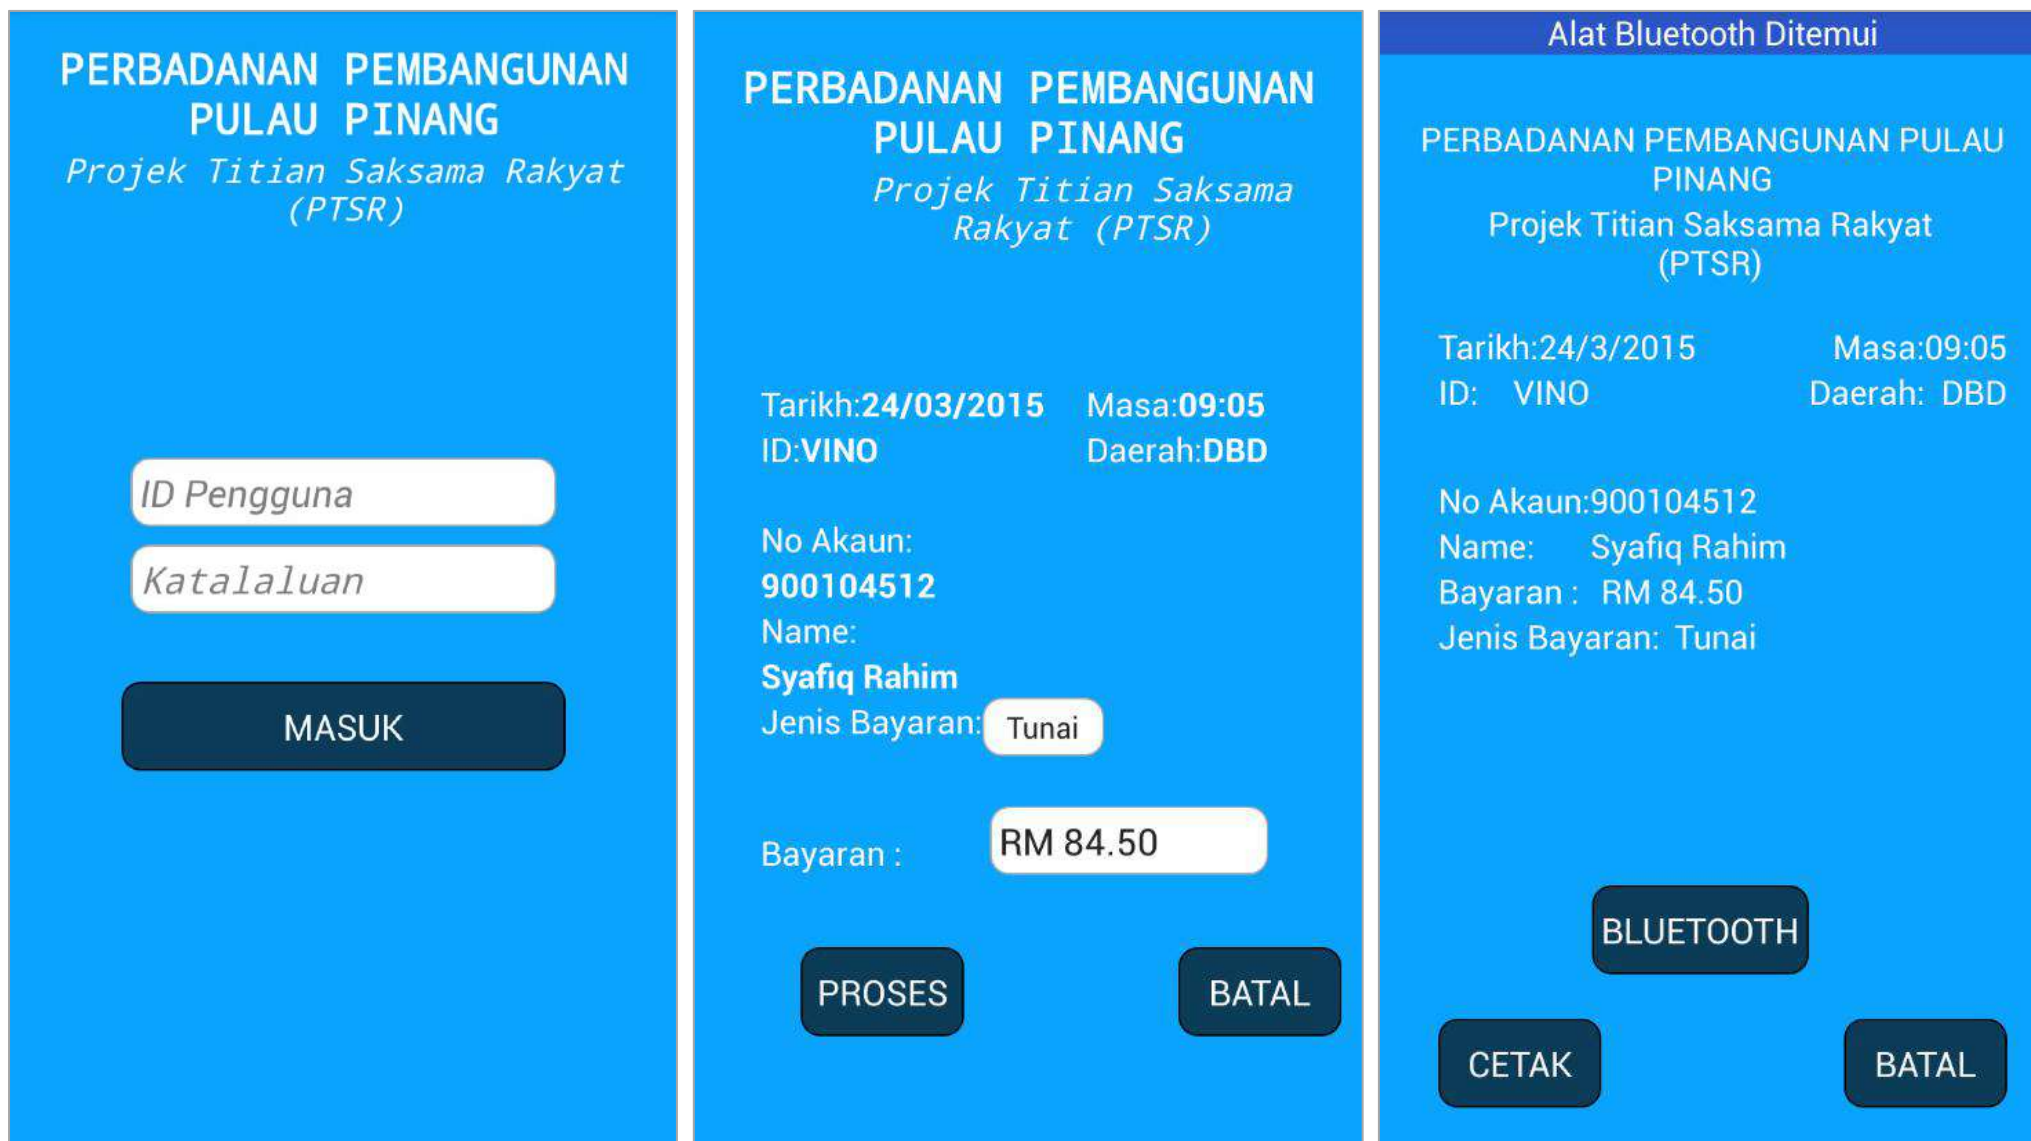 PERBADANAN PEMBANGUNAN
PULAU PINANG
Projek Titian Saksama Rakyat
(PTSR)
ID Pengguna
Katalaluan
MASUK
PERBADANAN PEMBANGUNAN
PULAU PINANG
Projek Titian Saksama
Rakyat (PTSR)
Tarikh:24/03/2015 Masa:09:05
ID:VINO Daerah:DBD
No Akaun:
900104512
Name:
Syafiq Rahim
Jenis Bayaran: Tunai
Bayaran : RM 84.50
PROSES BATAL
Alat Bluetooth Ditemui
PERBADANAN PEMBANGUNAN PULAU
PINANG
Projek Titian Saksama Rakyat
(PTSR)
Tarikh:24/3/2015 Masa:09:05
ID: VINO Daerah: DBD
No Akaun:900104512
Name: Syafiq Rahim
Bayaran : RM 84.50
Jenis Bayaran: Tunai
BLUETOOTH
CETAK BATAL